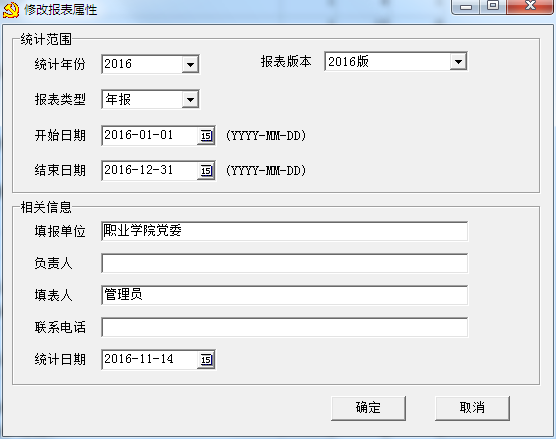 修改报表属性
统计范围
统计年份 2016 报表版本 2016版
报表类型 年报
开始日期 2016-01-01 15 (YYYY-MM-DD)
结束日期 2016-12-31 15 (YYYY-MM-DD)
相关信息
填报单位 职业学院党委
负责人
填表人 管理员
联系电话
统计日期 2016-11-14 15
确定 取消